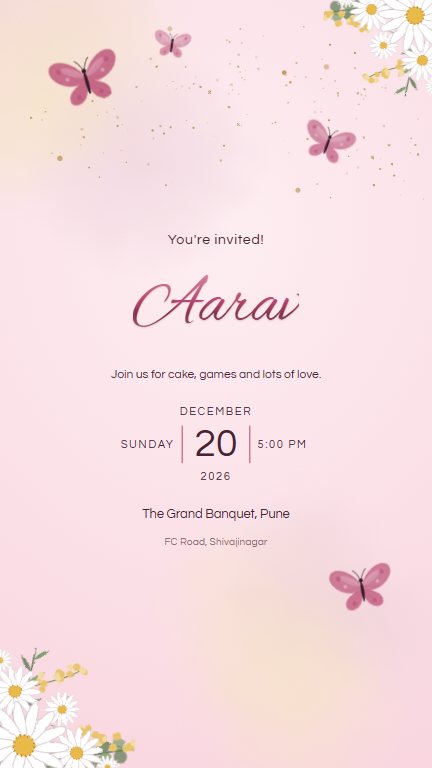 You're invited!
Aarav
Join us for cake, games and lots of love.
DECEMBER
SUNDAY 20 5:00 PM
2026
The Grand Banquet, Pune
FC Road, Shivajinagar